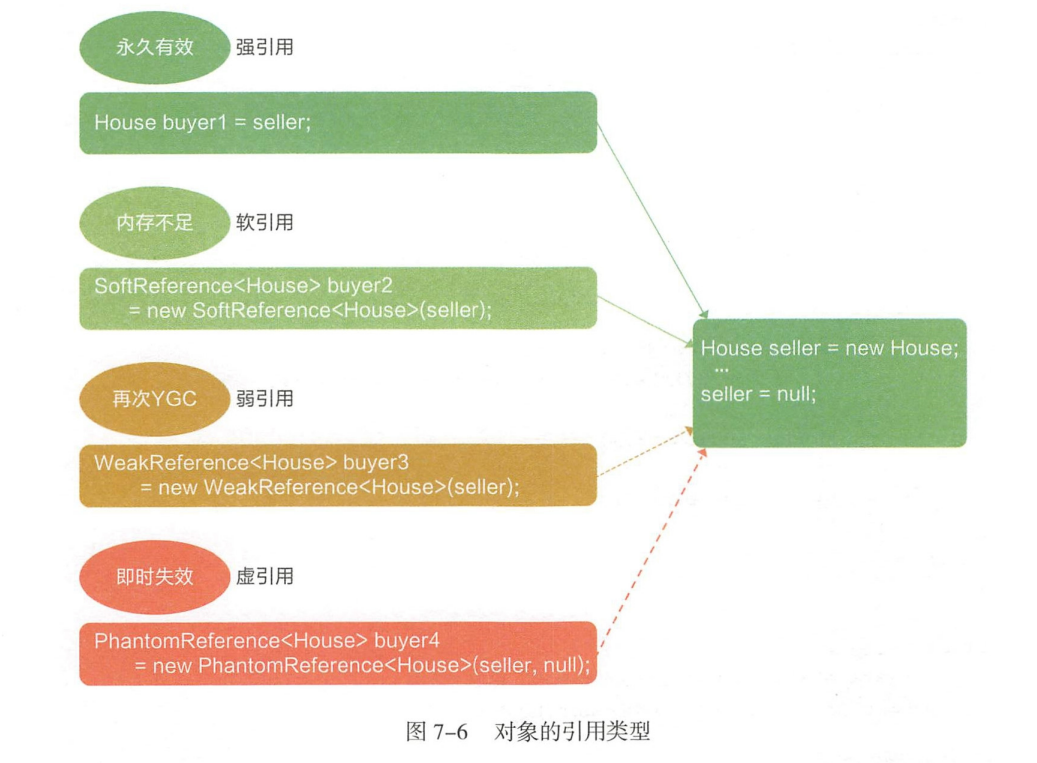 永久有效 强引用
House buyer1 = seller;
内存不足 软引用
SoftReference<House> buyer2
= new SoftReference<House>(seller);
House seller = new House;
...
seller = null;
再次YGC 弱引用
WeakReference<House> buyer3
= new WeakReference<House>(seller);
即时失效 虚引用
PhantomReference<House> buyer4
= new PhantomReference<House>(seller, null);
图 7-6 对象的引用类型